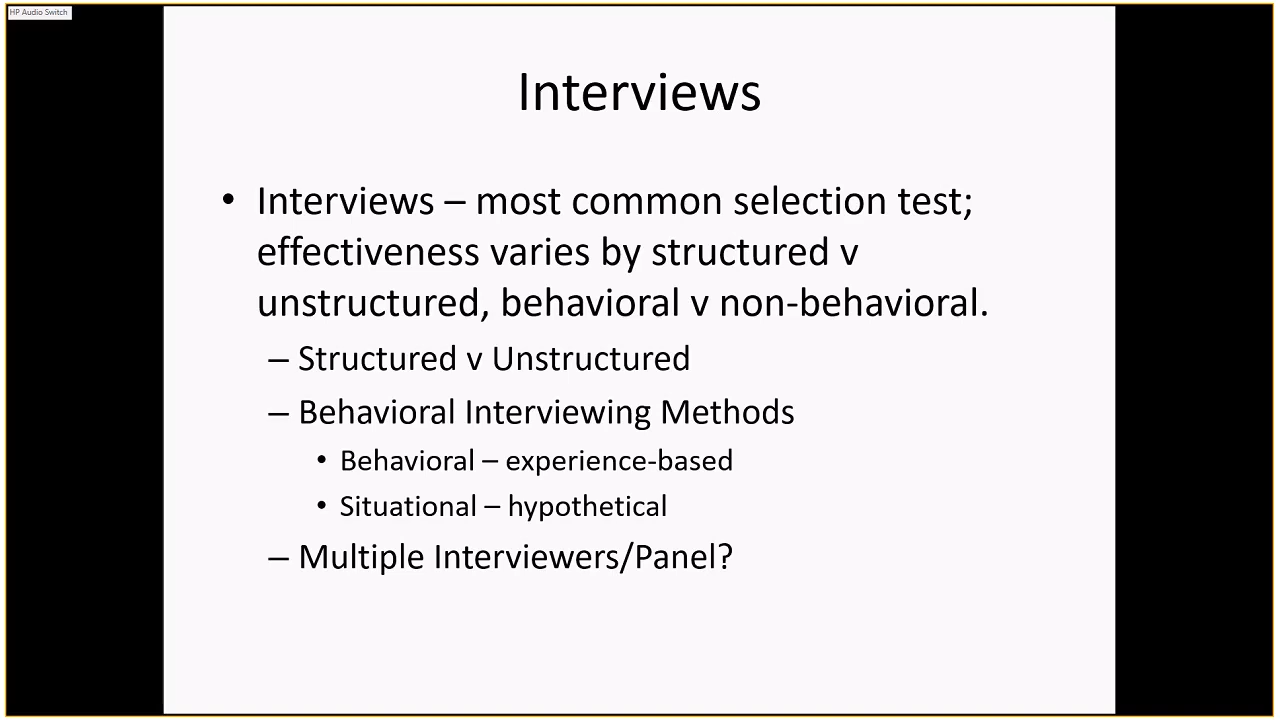 HP Audio Switch
Interviews
• Interviews – most common selection test;
effectiveness varies by structured v
unstructured, behavioral v non-behavioral.
– Structured v Unstructured
– Behavioral Interviewing Methods
• Behavioral – experience-based
• Situational – hypothetical
– Multiple Interviewers/Panel?